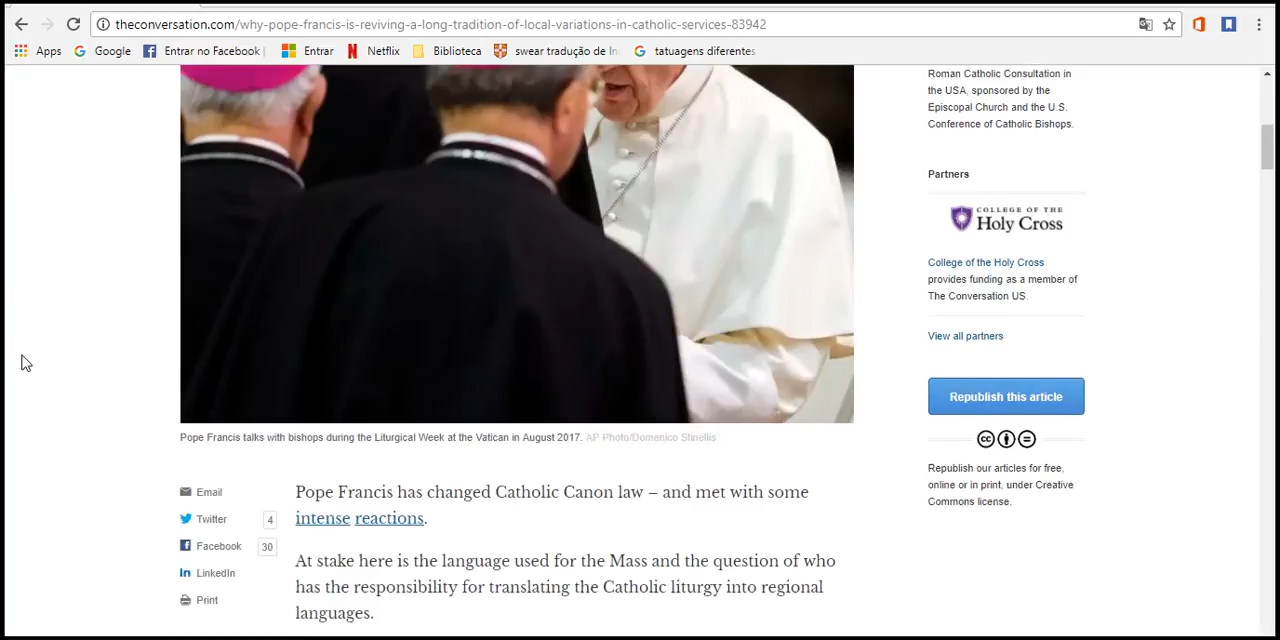 theconversation.com/why-pope-francis-is-reviving-a-long-tradition-of-local-variations-in-catholic-services-83942
Apps Google Entrar no Facebook Entrar Netflix Biblioteca swear tradução de In tatuagens diferentes
Roman Catholic Consultation in
the USA, sponsored by the
Episcopal Church and the U.S.
Conference of Catholic Bishops.
Partners
COLLEGE OF THE
Holy Cross
College of the Holy Cross
provides funding as a member of
The Conversation US.
View all partners
Republish this article
Republish our articles for free,
online or in print, under Creative
Commons license.
Pope Francis talks with bishops during the Liturgical Week at the Vatican in August 2017. AP Photo/Domenico Stinellis
Email
Twitter 4
Facebook 30
LinkedIn
Print
Pope Francis has changed Catholic Canon law – and met with some
intense reactions.
At stake here is the language used for the Mass and the question of who
has the responsibility for translating the Catholic liturgy into regional
languages.